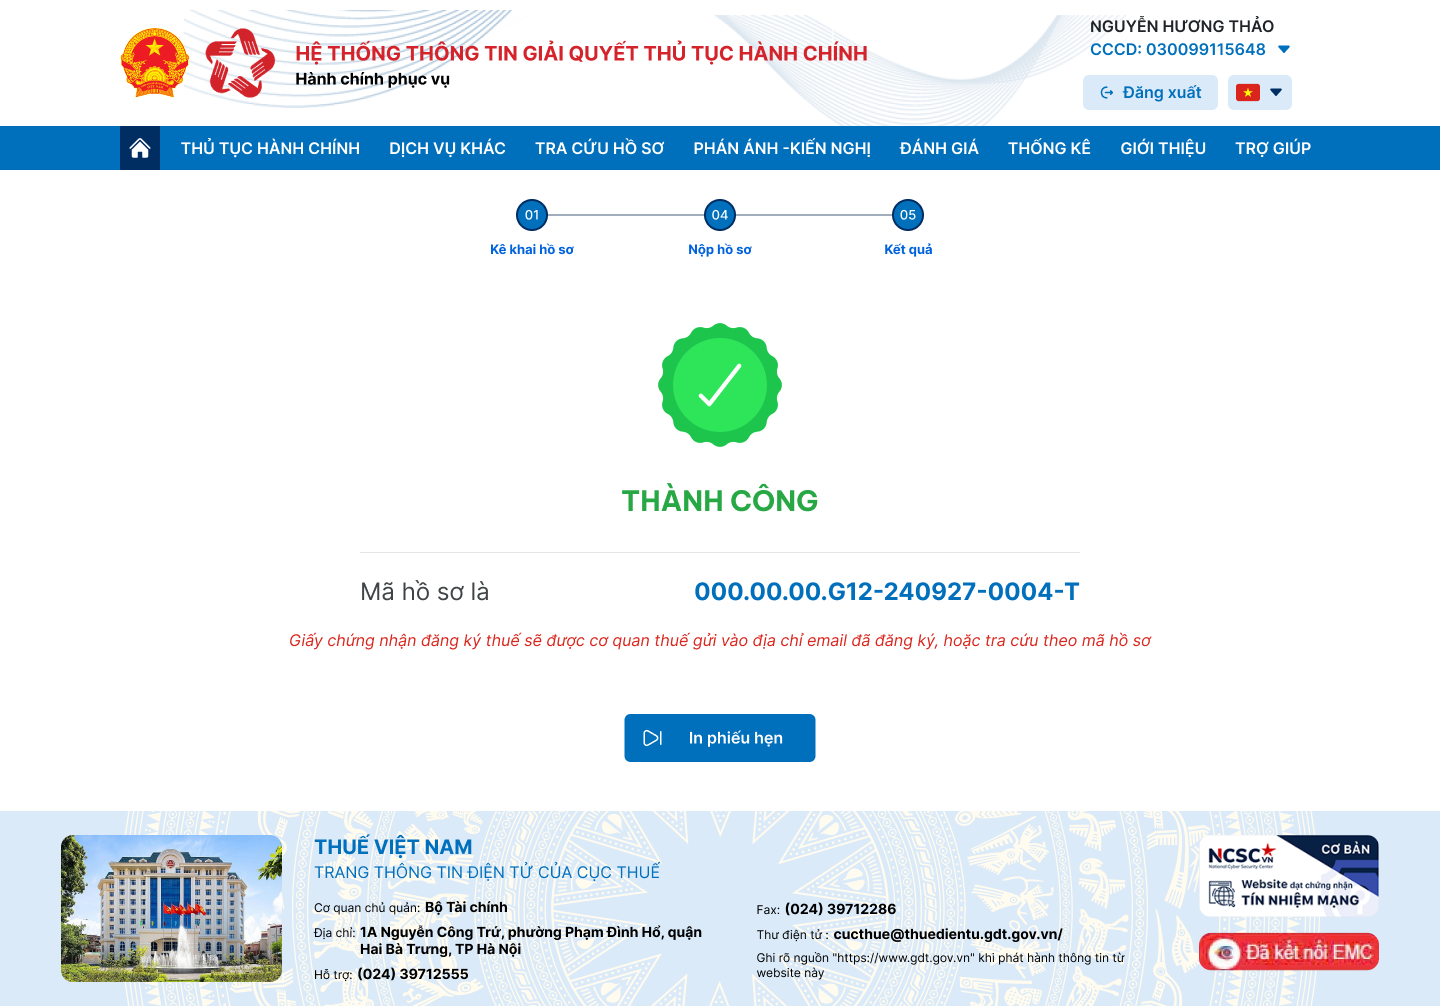 HỆ THỐNG THÔNG TIN GIẢI QUYẾT THỦ TỤC HÀNH CHÍNH
Hành chính phục vụ
NGUYỄN HƯƠNG THẢO
CCCD: 030099115648
Đăng xuất
THỦ TỤC HÀNH CHÍNH DỊCH VỤ KHÁC TRA CỨU HỒ SƠ PHÁN ÁNH -KIẾN NGHỊ ĐÁNH GIÁ THỐNG KÊ GIỚI THIỆU TRỢ GIÚP
01 04 05
Kê khai hồ sơ Nộp hồ sơ Kết quả
THÀNH CÔNG
Mã hồ sơ là 000.00.00.G12-240927-0004-T
Giấy chứng nhận đăng ký thuế sẽ được cơ quan thuế gửi vào địa chỉ email đã đăng ký, hoặc tra cứu theo mã hồ sơ
In phiếu hẹn
THUẾ VIỆT NAM
TRANG THÔNG TIN ĐIỆN TỬ CỦA CỤC THUẾ
Cơ quan chủ quản: Bộ Tài chính
Địa chỉ: 1A Nguyễn Công Trứ, phường Phạm Đình Hổ, quận
Hai Bà Trưng, TP Hà Nội
Hỗ trợ: (024) 39712555
Fax: (024) 39712286
Thư điện tử : cucthue@thuedientu.gdt.gov.vn/
Ghi rõ nguồn "https://www.gdt.gov.vn" khi phát hành thông tin từ
website này
NCSC VN
National Cyber Security Center
CƠ BẢN
Website đạt chứng nhận
TÍN NHIỆM MẠNG
Đã kết nối EMC